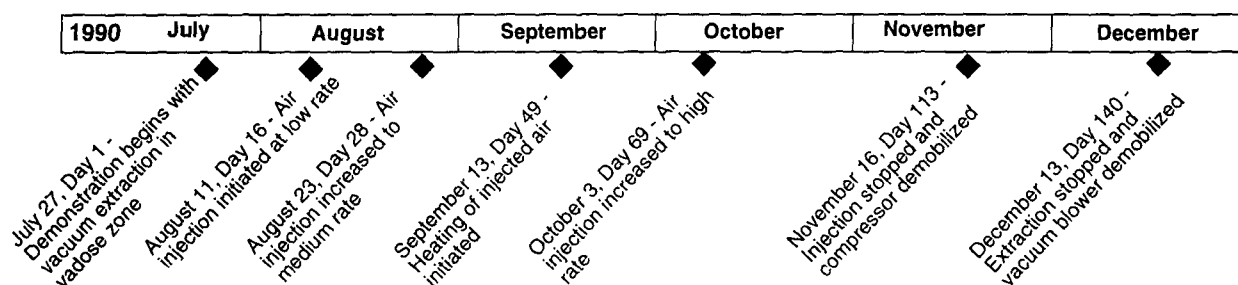 1990 July August September October November December
July 27, Day 1 -
Demonstration begins with
vacuum extraction in
vadose zone
August 11, Day 16 - Air
injection initiated at low rate
August 23, Day 28 - Air
injection increased to
medium rate
September 13, Day 49 -
Heating of injected air
initiated
October 3, Day 69 - Air
injection increased to high
rate
November 16, Day 113 -
Injection stopped and
compressor demobilized
December 13, Day 140 -
Extraction stopped and
vacuum blower demobilized